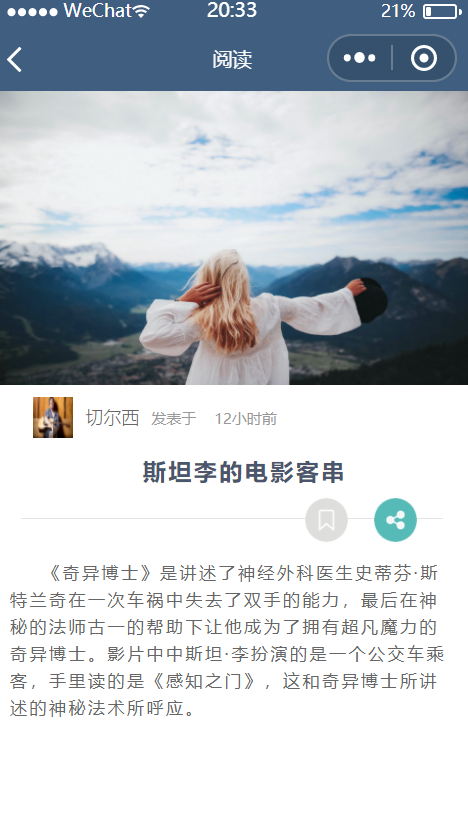 WeChat 20:33 21%
阅读
切尔西 发表于 12小时前
斯坦李的电影客串
《奇异博士》是讲述了神经外科医生史蒂芬·斯
特兰奇在一次车祸中失去了双手的能力，最后在神
秘的法师古一的帮助下让他成为了拥有超凡魔力的
奇异博士。影片中中斯坦·李扮演的是一个公交车乘
客，手里读的是《感知之门》，这和奇异博士所讲
述的神秘法术所呼应。